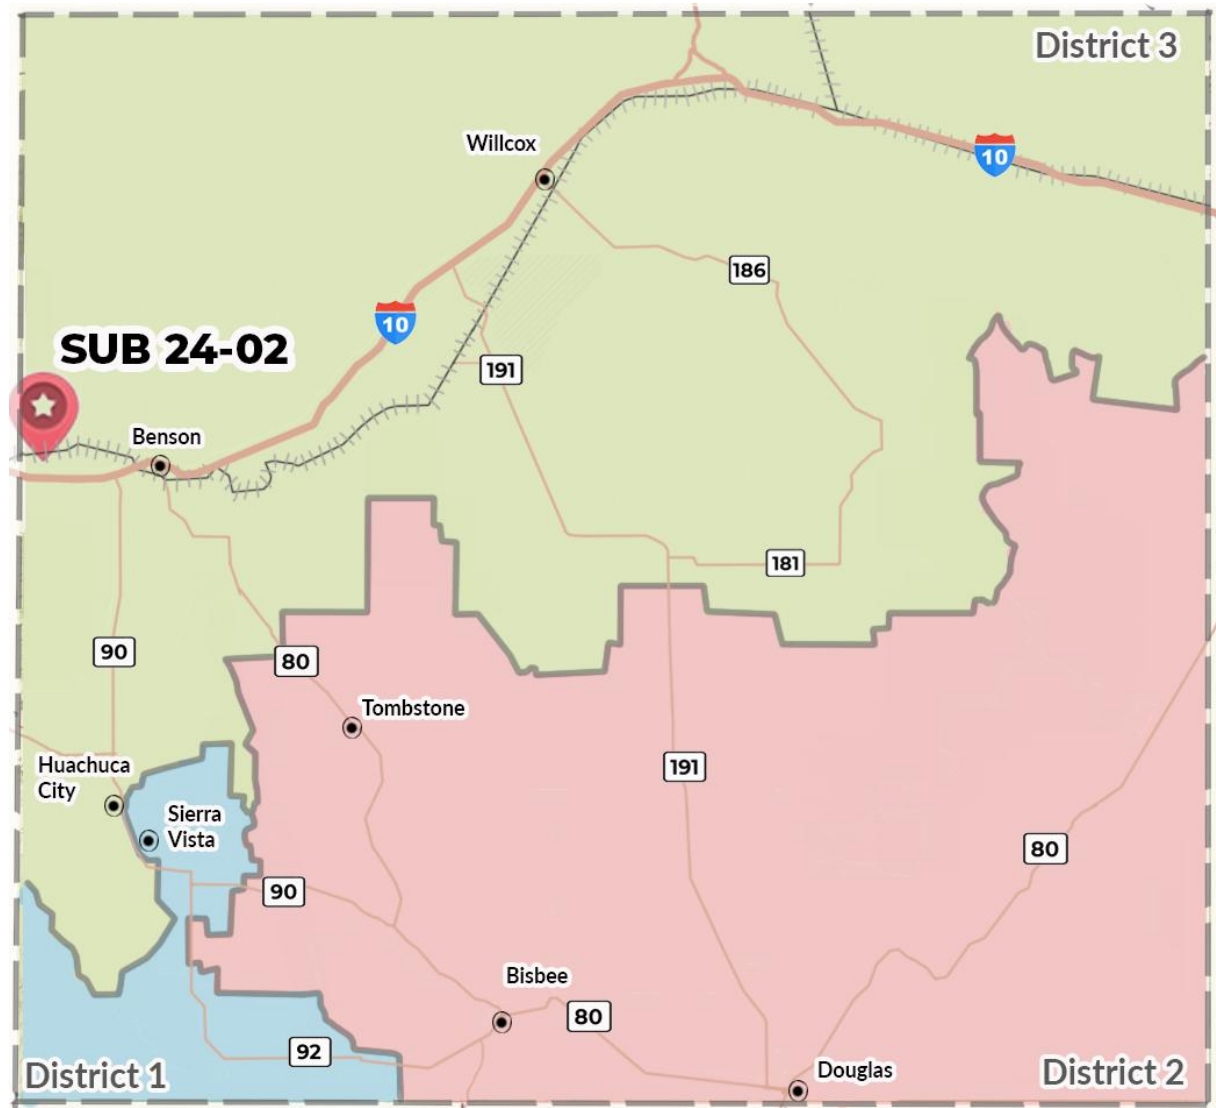 District 3
Willcox
10
186
10
SUB 24-02
191
Benson
181
90
80
Tombstone
191
Huachuca
City
Sierra
Vista
80
90
Bisbee
80
92
District 1
Douglas
District 2